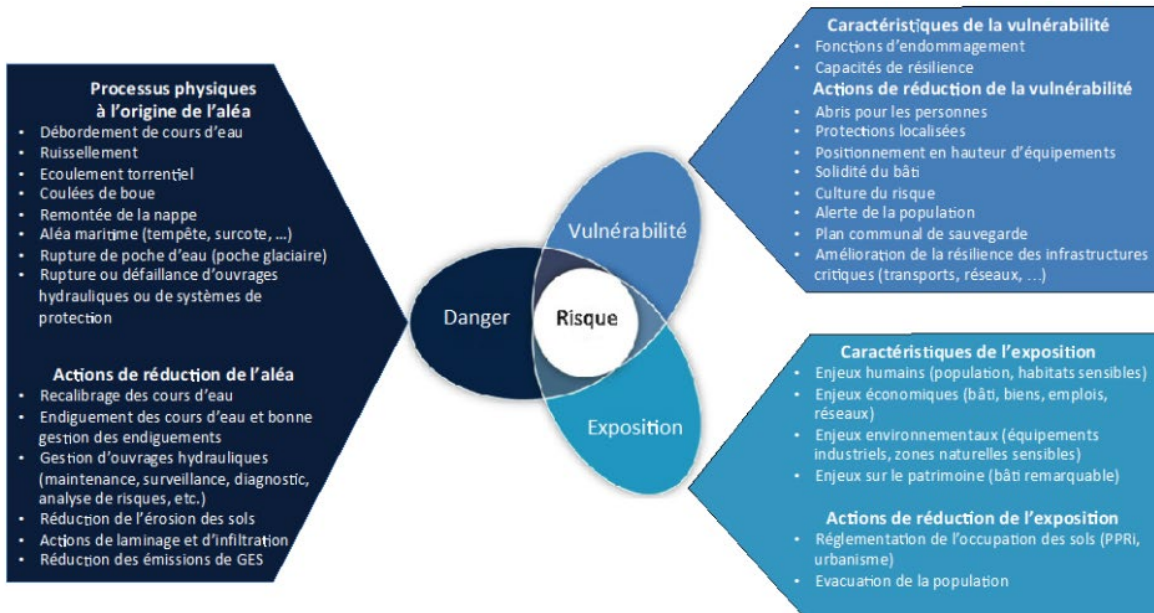 Processus physiques
à l'origine de l'aléa
• Débordement de cours d'eau
• Ruissellement
• Ecoulement torrentiel
• Coulées de boue
• Remontée de la nappe
• Aléa maritime (tempête, surcote, ...)
• Rupture de poche d'eau (poche glaciaire)
• Rupture ou défaillance d'ouvrages
hydrauliques ou de systèmes de
protection
Actions de réduction de l'aléa
• Recalibrage des cours d'eau
• Endiguement des cours d'eau et bonne
gestion des endiguements
• Gestion d'ouvrages hydrauliques
(maintenance, surveillance, diagnostic,
analyse de risques, etc.)
• Réduction de l'érosion des sols
• Actions de laminage et d'infiltration
• Réduction des émissions de GES
Vulnérabilité
Danger
Risque
Exposition
Caractéristiques de la vulnérabilité
• Fonctions d'endommagement
• Capacités de résilience
Actions de réduction de la vulnérabilité
• Abris pour les personnes
• Protections localisées
• Positionnement en hauteur d'équipements
• Solidité du bâti
• Culture du risque
• Alerte de la population
• Plan communal de sauvegarde
• Amélioration de la résilience des infrastructures
critiques (transports, réseaux, ...)
Caractéristiques de l'exposition
• Enjeux humains (population, habitats sensibles)
• Enjeux économiques (bâti, biens, emplois,
réseaux)
• Enjeux environnementaux (équipements
industriels, zones naturelles sensibles)
• Enjeux sur le patrimoine (bâti remarquable)
Actions de réduction de l'exposition
• Réglementation de l'occupation des sols (PPRi,
urbanisme)
• Evacuation de la population